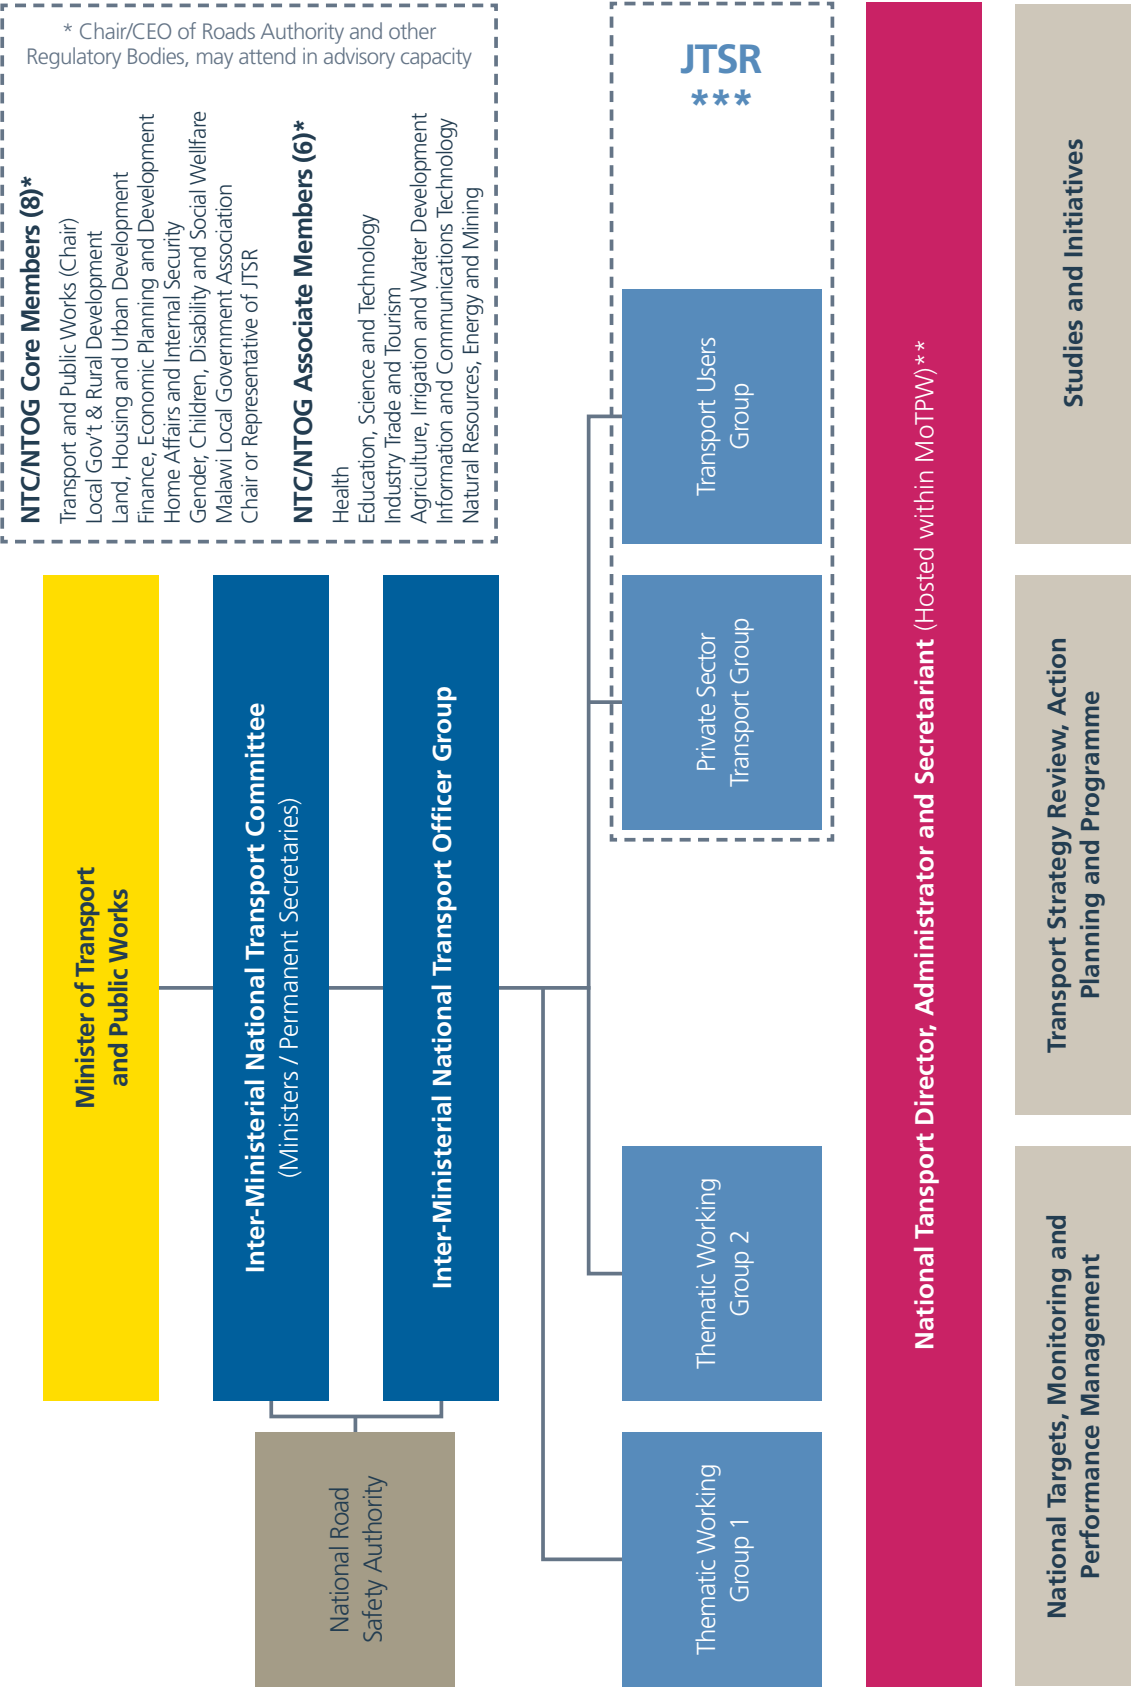 Minister of Transport
and Public Works
Inter-Ministerial National Transport Committee
(Ministers / Permanent Secretaries)
Inter-Ministerial National Transport Officer Group
National Road
Safety Authority
NTC/NTOG Core Members (8)*
Transport and Public Works (Chair)
Local Gov't & Rural Development
Land, Housing and Urban Development
Finance, Economic Planning and Development
Home Affairs and Internal Security
Gender, Children, Disability and Social Wellfare
Malawi Local Government Association
Chair or Representative of JTSR
NTC/NTOG Associate Members (6)*
Health
Education, Science and Technology
Industry Trade and Tourism
Agriculture, Irrigation and Water Development
Information and Communications Technology
Natural Resources, Energy and Mining
* Chair/CEO of Roads Authority and other
Regulatory Bodies, may attend in advisory capacity
Thematic Working
Group 1
Thematic Working
Group 2
Private Sector
Transport Group
Transport Users
Group
JTSR
***
National Tansport Director, Administrator and Secretariant (Hosted within MoTPW)**
National Targets, Monitoring and
Performance Management
Transport Strategy Review, Action
Planning and Programme
Studies and Initiatives